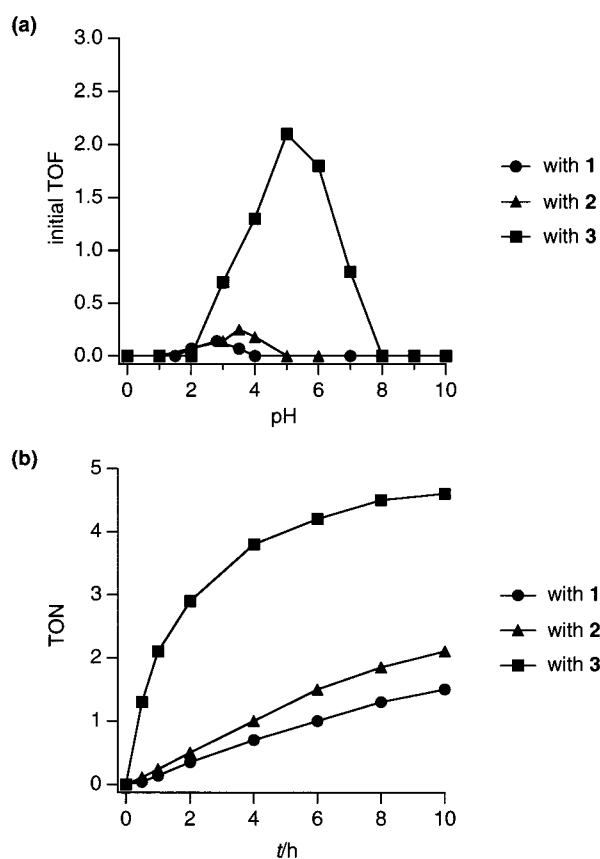 (a)
3.0
2.5
2.0
1.5
1.0
0.5
0.0
initial TOF
0 2 4 6 8 10
pH
with 1
with 2
with 3
(b)
5
4
3
2
1
0
TON
0 2 4 6 8 10
t/h
with 1
with 2
with 3